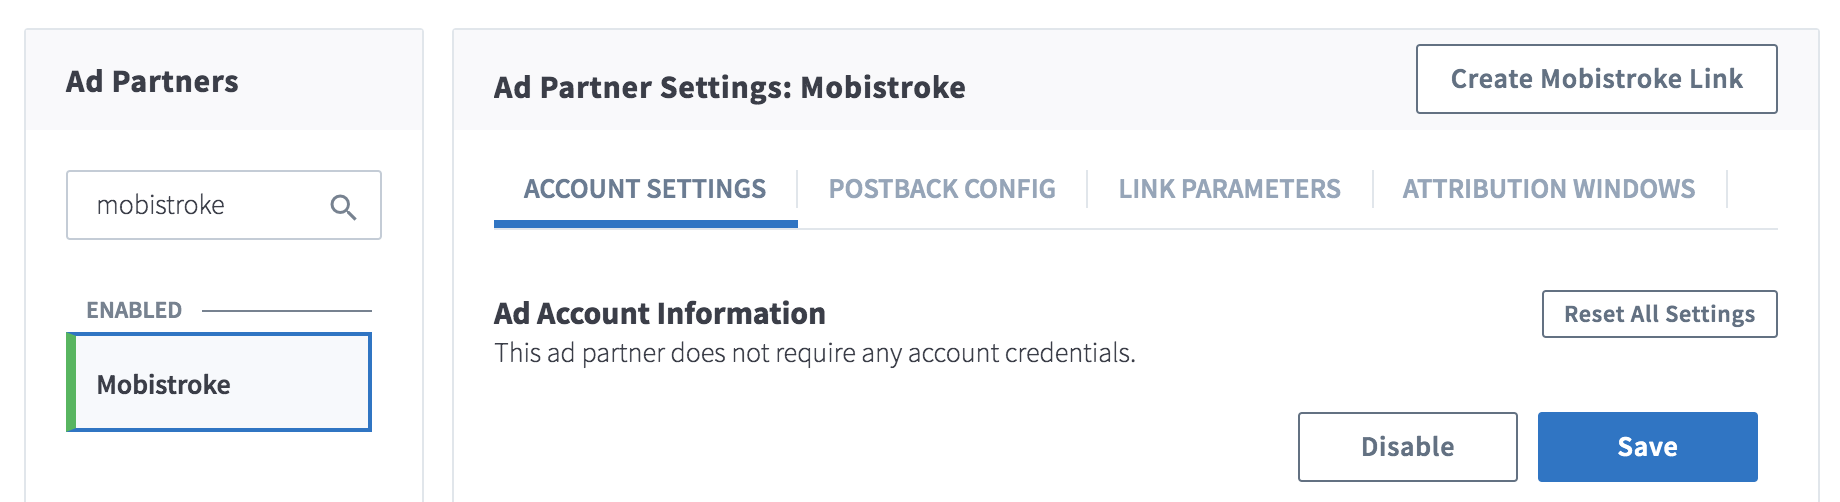 Ad Partners
mobistroke
ENABLED
Mobistroke
Ad Partner Settings: Mobistroke
Create Mobistroke Link
ACCOUNT SETTINGS
POSTBACK CONFIG
LINK PARAMETERS
ATTRIBUTION WINDOWS
Ad Account Information
Reset All Settings
This ad partner does not require any account credentials.
Disable
Save